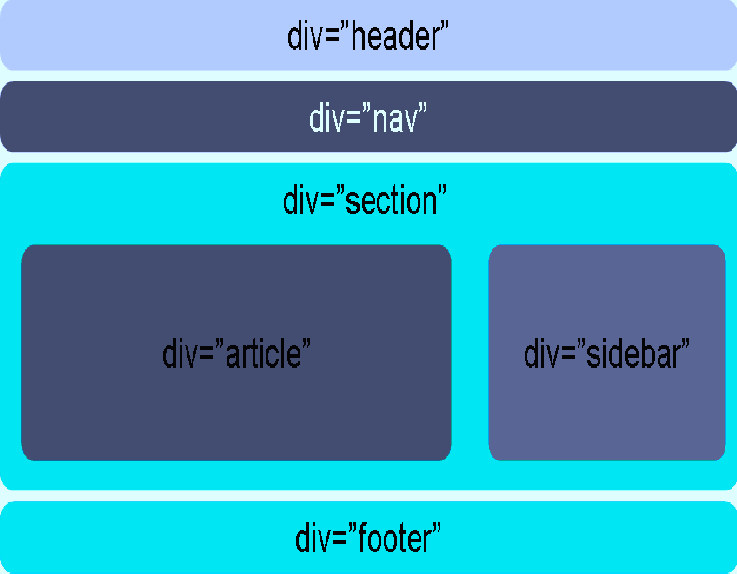 div=”header”
div=”nav”
div=”section”
div=”article”
div=”sidebar”
div=”footer”